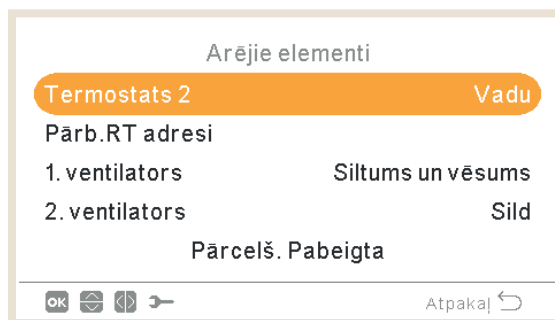 Arējie elementi
Termostats 2 Vadu
Pārb.RT adresi
1. ventilators Siltums un vēsums
2. ventilators Sild
Pārcelš. Pabeigta
OK Atpakaļ